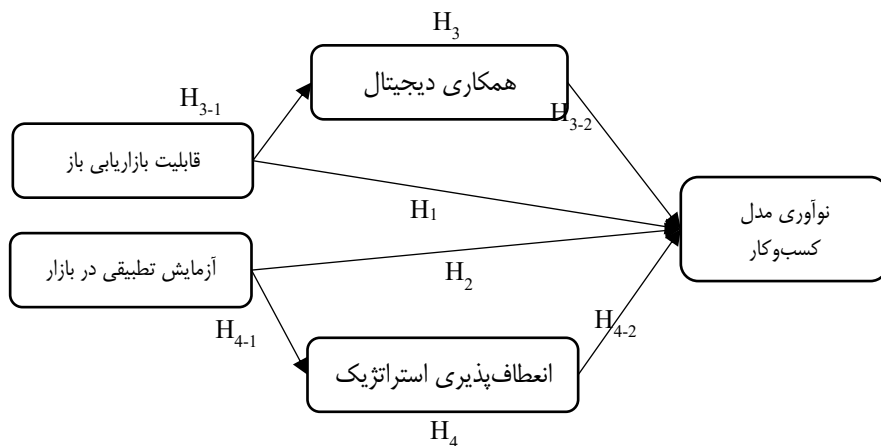 H3
همکاری دیجیتال
H3-1
H3-2
قابلیت بازاریابی باز
نوآوری مدل
کسب‌وکار
H1
آزمایش تطبیقی در بازار
H2
H4-1
H4-2
انعطاف‌پذیری استراتژیک
H4